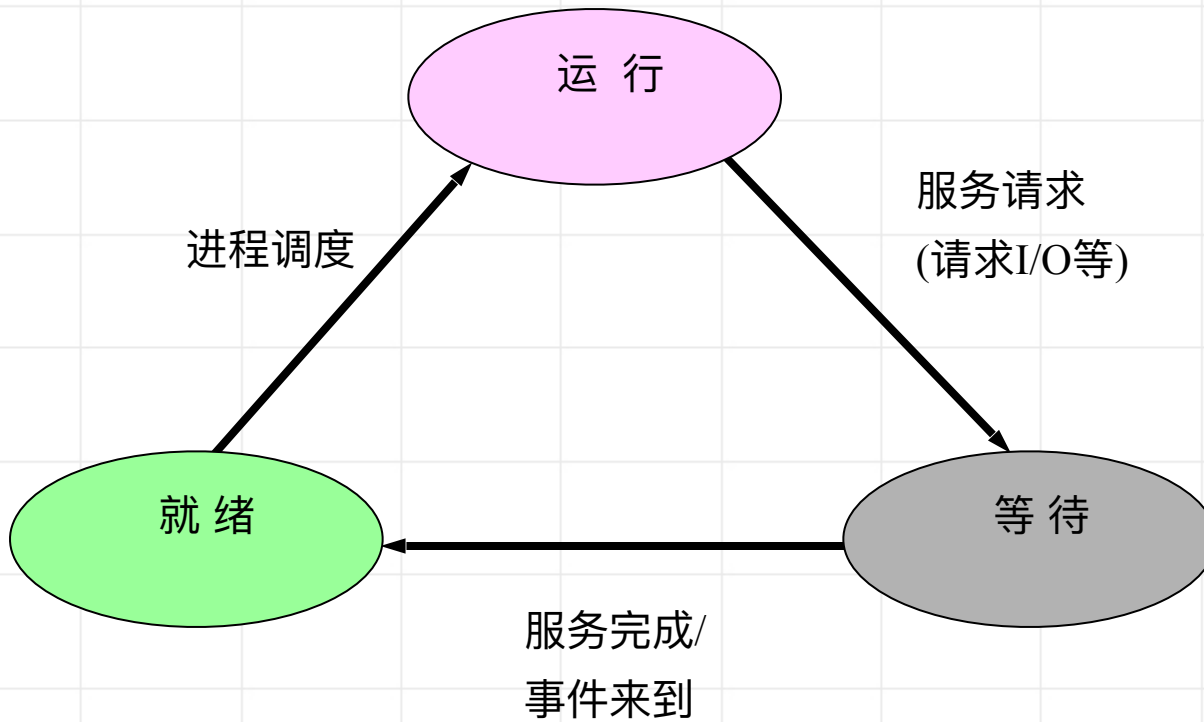 运 行
服务请求
(请求I/O等)
进程调度
就 绪
等 待
服务完成/
事件来到